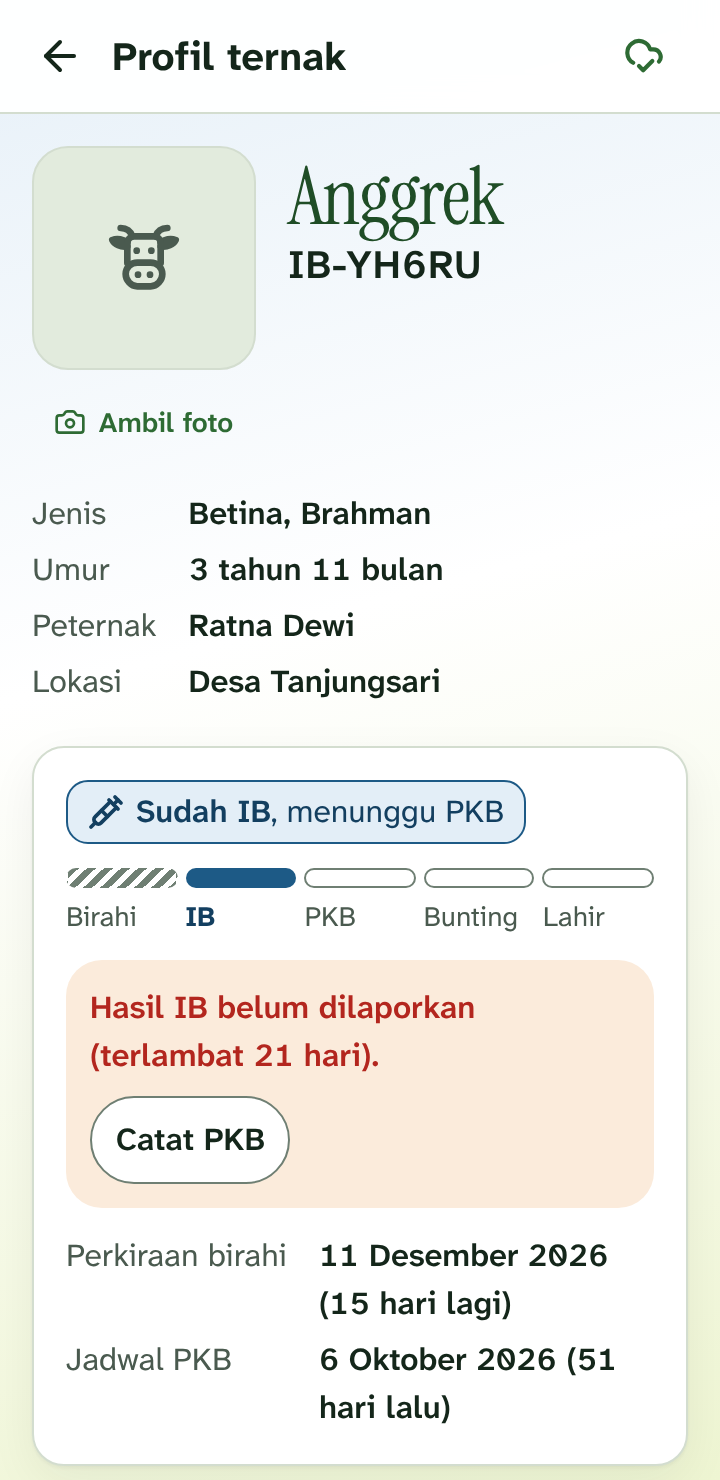 Profil ternak
Anggrek
IB-YH6RU
Ambil foto
Jenis Betina, Brahman
Umur 3 tahun 11 bulan
Peternak Ratna Dewi
Lokasi Desa Tanjungsari
Sudah IB, menunggu PKB
Birahi IB PKB Bunting Lahir
Hasil IB belum dilaporkan
(terlambat 21 hari).
Catat PKB
Perkiraan birahi 11 Desember 2026
(15 hari lagi)
Jadwal PKB 6 Oktober 2026 (51
hari lalu)